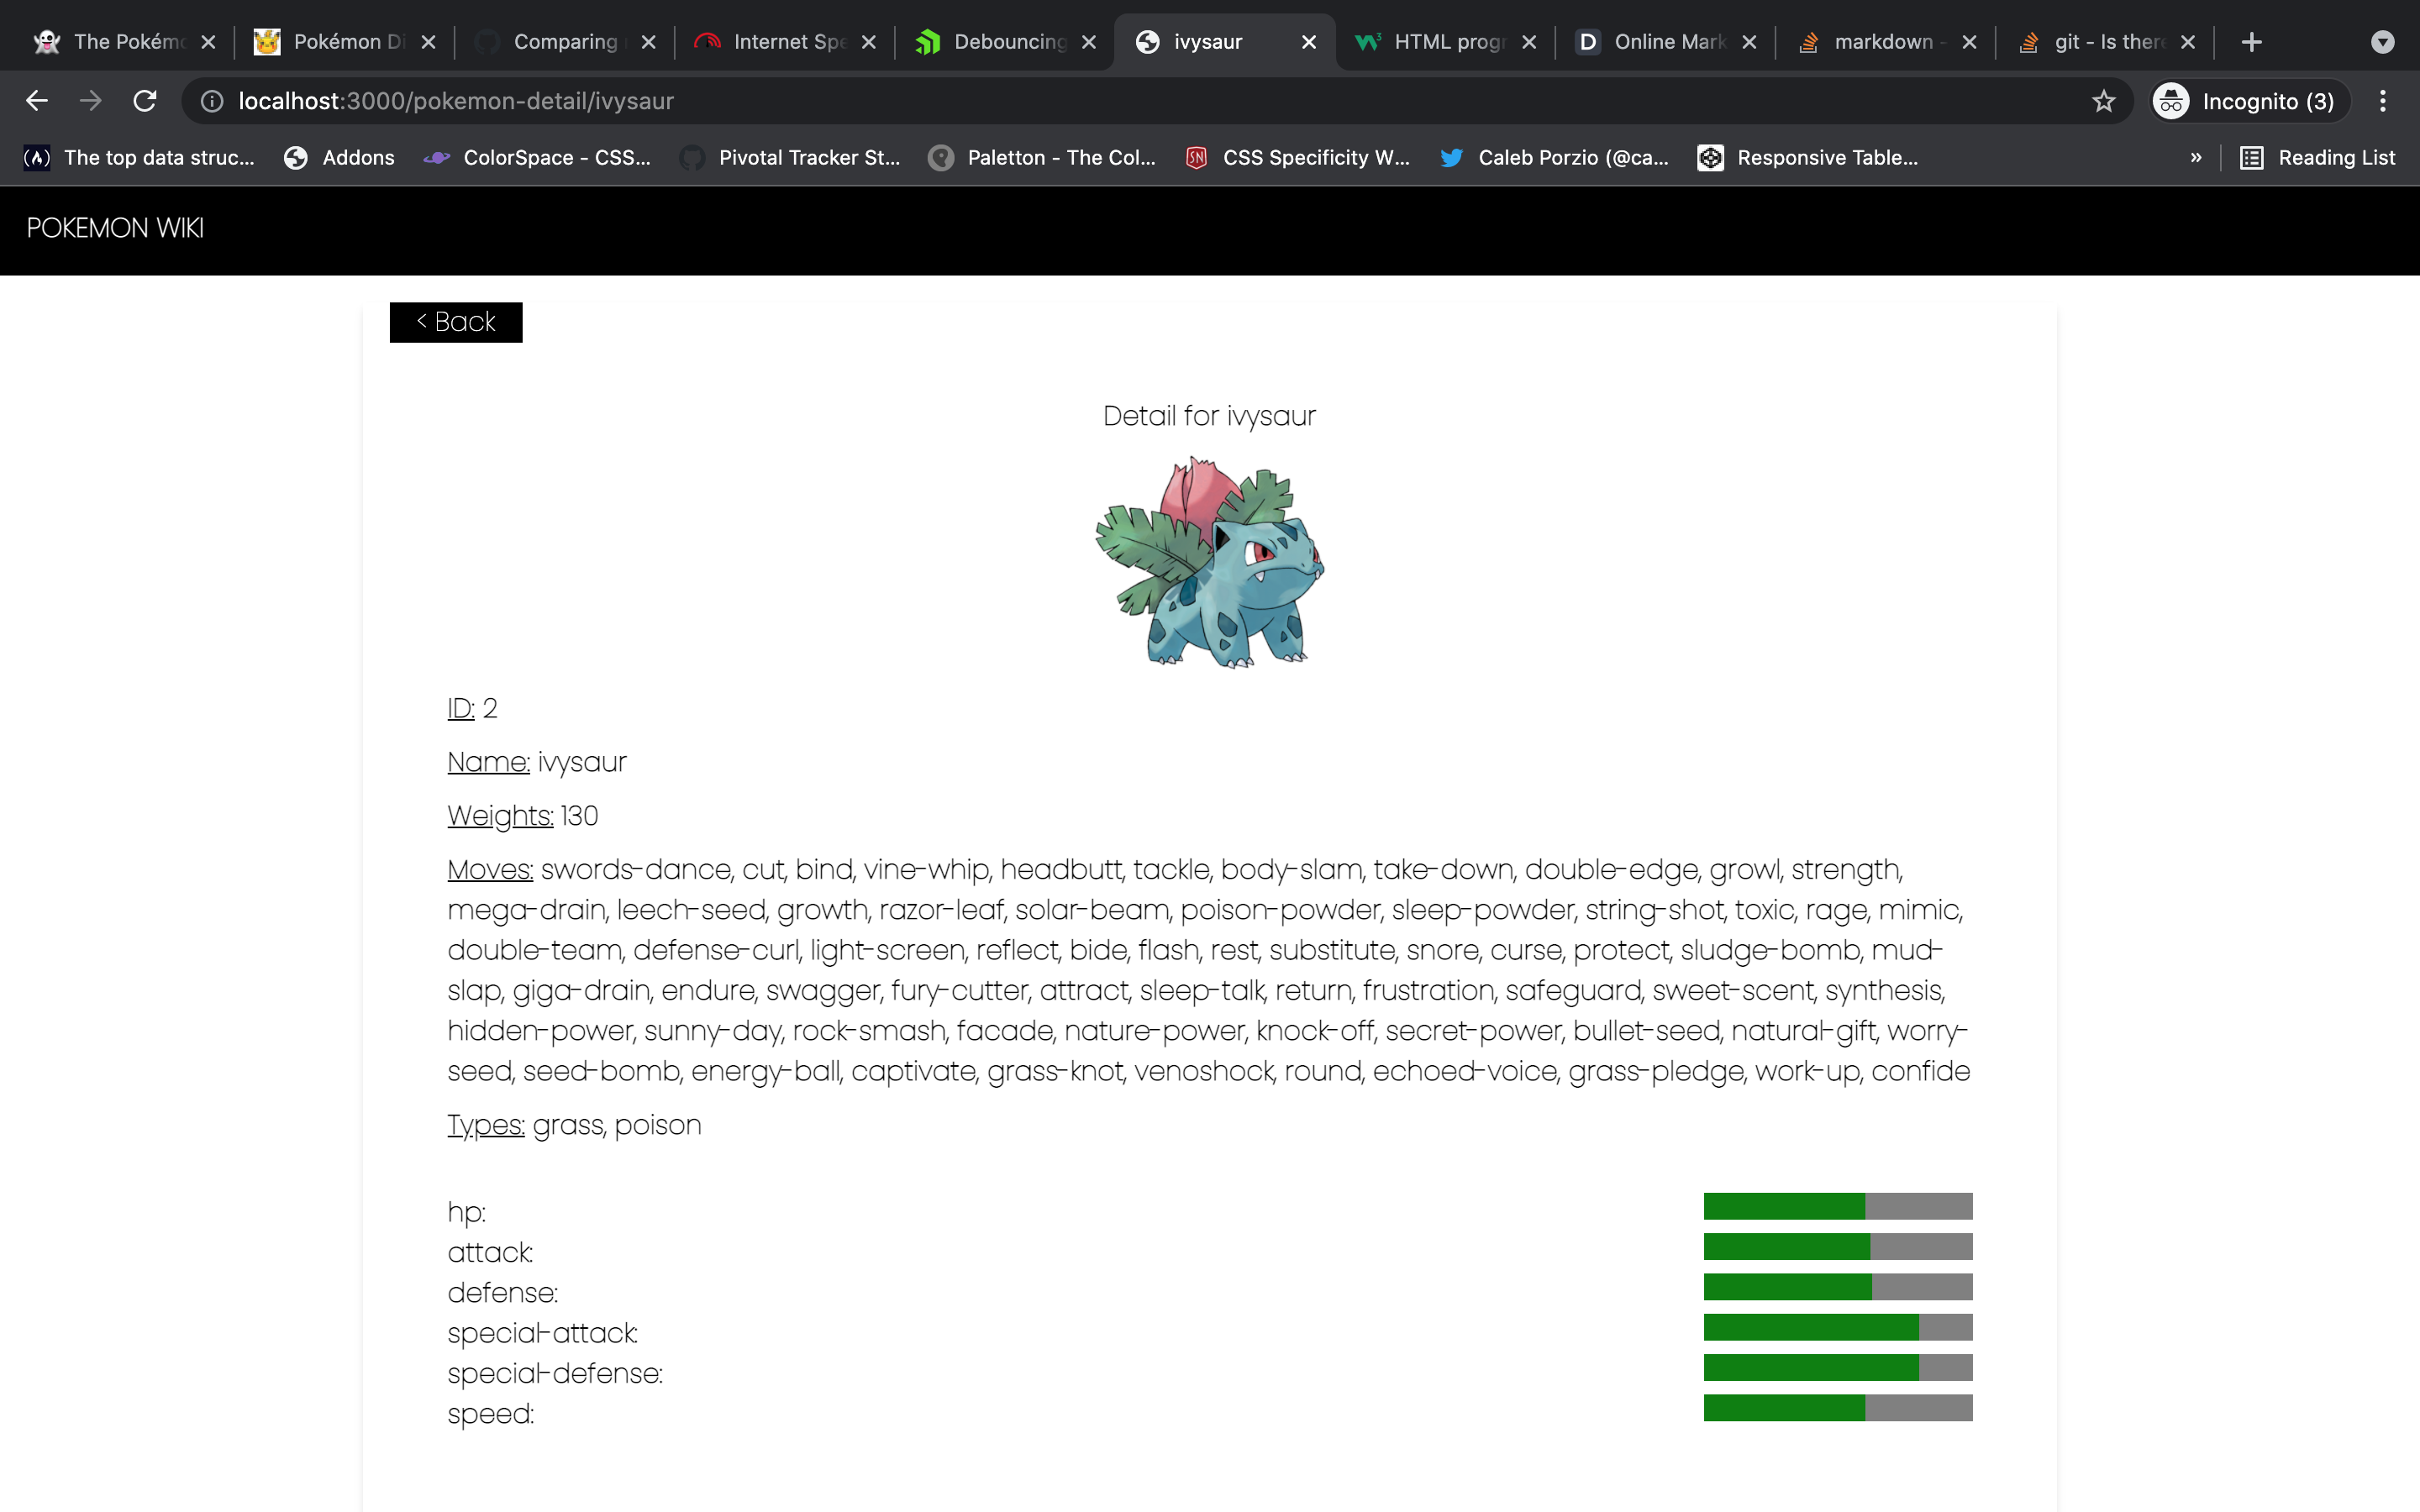 The Pokém
Pokémon Di
Comparing
Internet Spe
Debouncing
ivysaur
HTML progr
D
Online Mark
markdown -
git - Is there
localhost:3000/pokemon-detail/ivysaur
Incognito (3)
The top data struc...
Addons
ColorSpace - CSS...
Pivotal Tracker St...
Paletton - The Col...
CSS Specificity W...
Caleb Porzio (@ca...
Responsive Table...
»
Reading List
POKEMON WIKI
< Back
Detail for ivysaur
ID: 2
Name: ivysaur
Weights: 130
Moves: swords-dance, cut, bind, vine-whip, headbutt, tackle, body-slam, take-down, double-edge, growl, strength,
mega-drain, leech-seed, growth, razor-leaf, solar-beam, poison-powder, sleep-powder, string-shot, toxic, rage, mimic,
double-team, defense-curl, light-screen, reflect, bide, flash, rest, substitute, snore, curse, protect, sludge-bomb, mud-
slap, giga-drain, endure, swagger, fury-cutter, attract, sleep-talk, return, frustration, safeguard, sweet-scent, synthesis,
hidden-power, sunny-day, rock-smash, facade, nature-power, knock-off, secret-power, bullet-seed, natural-gift, worry-
seed, seed-bomb, energy-ball, captivate, grass-knot, venoshock, round, echoed-voice, grass-pledge, work-up, confide
Types: grass, poison
hp:
attack:
defense:
special-attack:
special-defense:
speed: